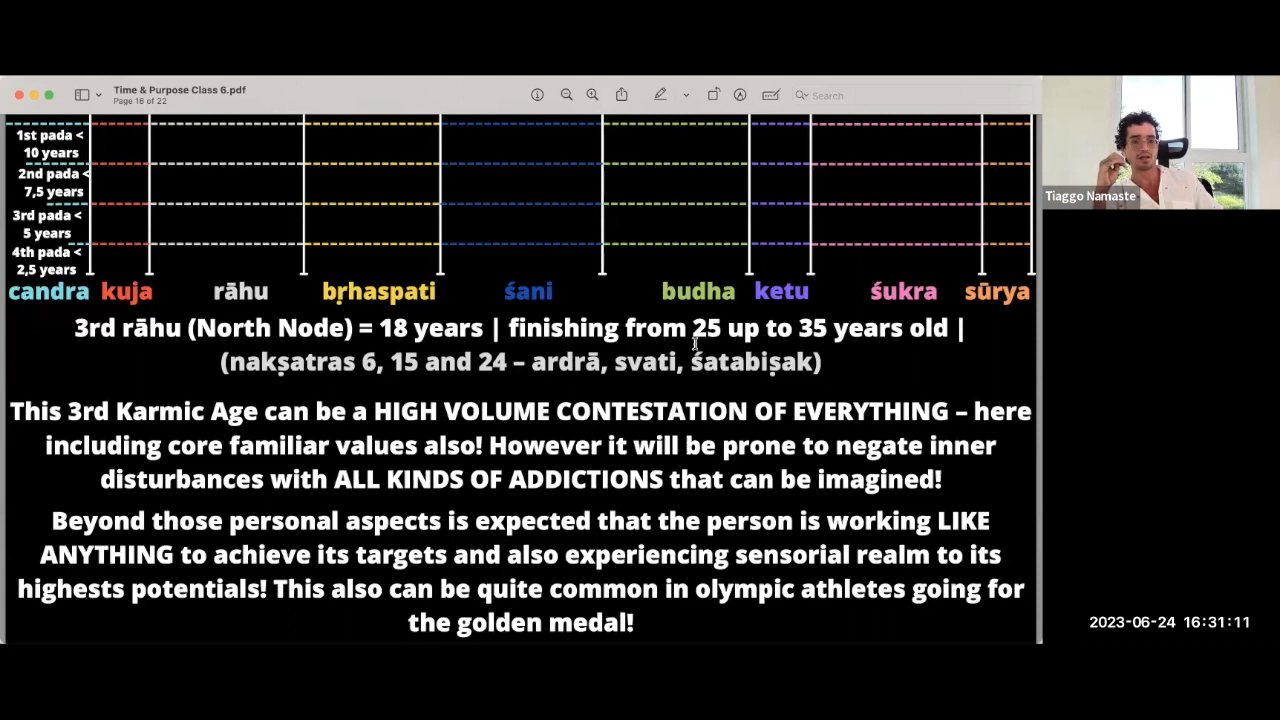 Time & Purpose Class 6.pdf
Page 16 of 22
Search
1st pada <
10 years
2nd pada <
7,5 years
3rd pada <
5 years
4th pada <
2,5 years
candra kuja rāhu bṛhaspati śani budha ketu śukra sūrya
3rd rāhu (North Node) = 18 years | finishing from 25 up to 35 years old |
(nakṣatras 6, 15 and 24 – ardrā, svati, śatabiṣak)
This 3rd Karmic Age can be a HIGH VOLUME CONTESTATION OF EVERYTHING – here
including core familiar values also! However it will be prone to negate inner
disturbances with ALL KINDS OF ADDICTIONS that can be imagined!
Beyond those personal aspects is expected that the person is working LIKE
ANYTHING to achieve its targets and also experiencing sensorial realm to its
highests potentials! This also can be quite common in olympic athletes going for
the golden medal!
Tiaggo Namaste
2023-06-24 16:31:11